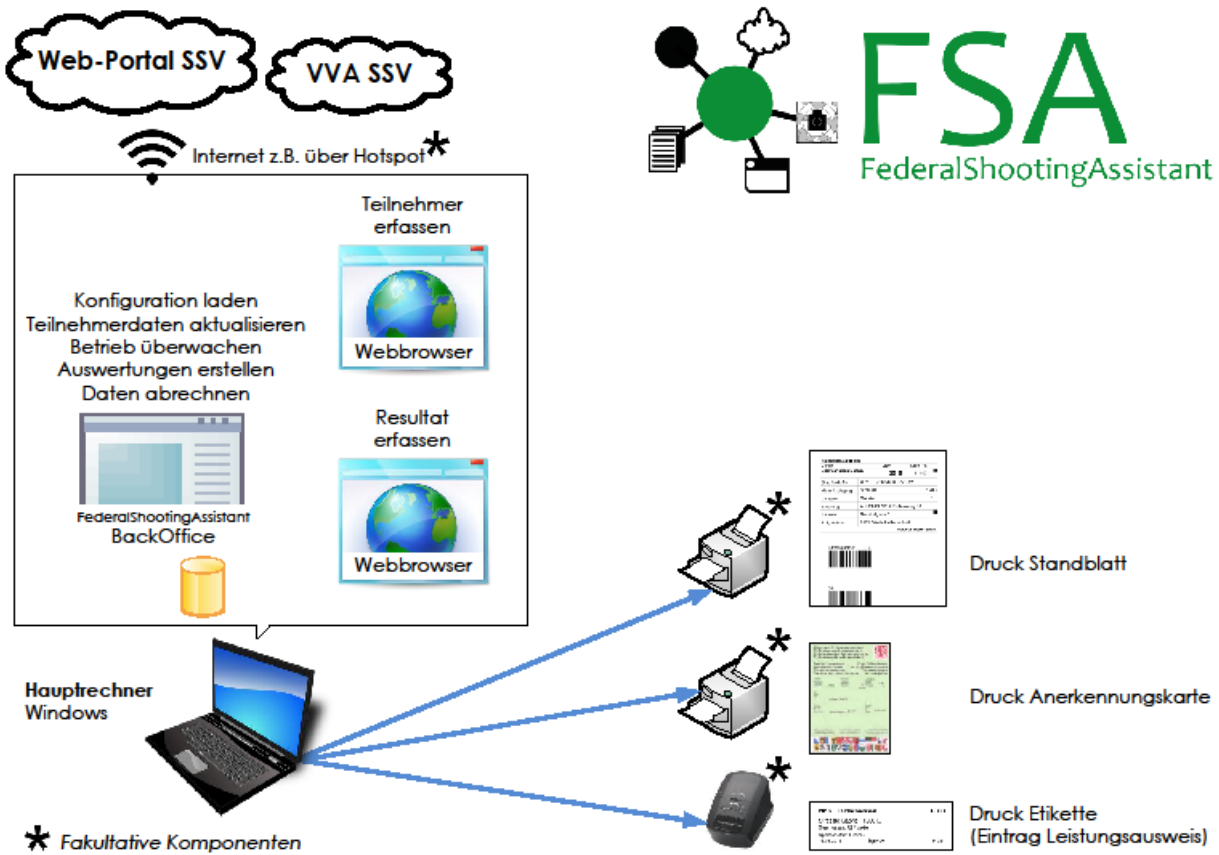 Web-Portal SSV
VVA SSV
Internet z.B. über Hotspot*
FSA
FederalShootingAssistant
Teilnehmer
erfassen
Webbrowser
Konfiguration laden
Teilnehmerdaten aktualisieren
Betrieb überwachen
Auswertungen erstellen
Daten abrechnen
FederalShootingAssistant
BackOffice
Resultat
erfassen
Webbrowser
Hauptrechner
Windows
*
Druck Standblatt
*
Druck Anerkennungskarte
*
Druck Etikette
(Eintrag Leistungsausweis)
* Fakultative Komponenten